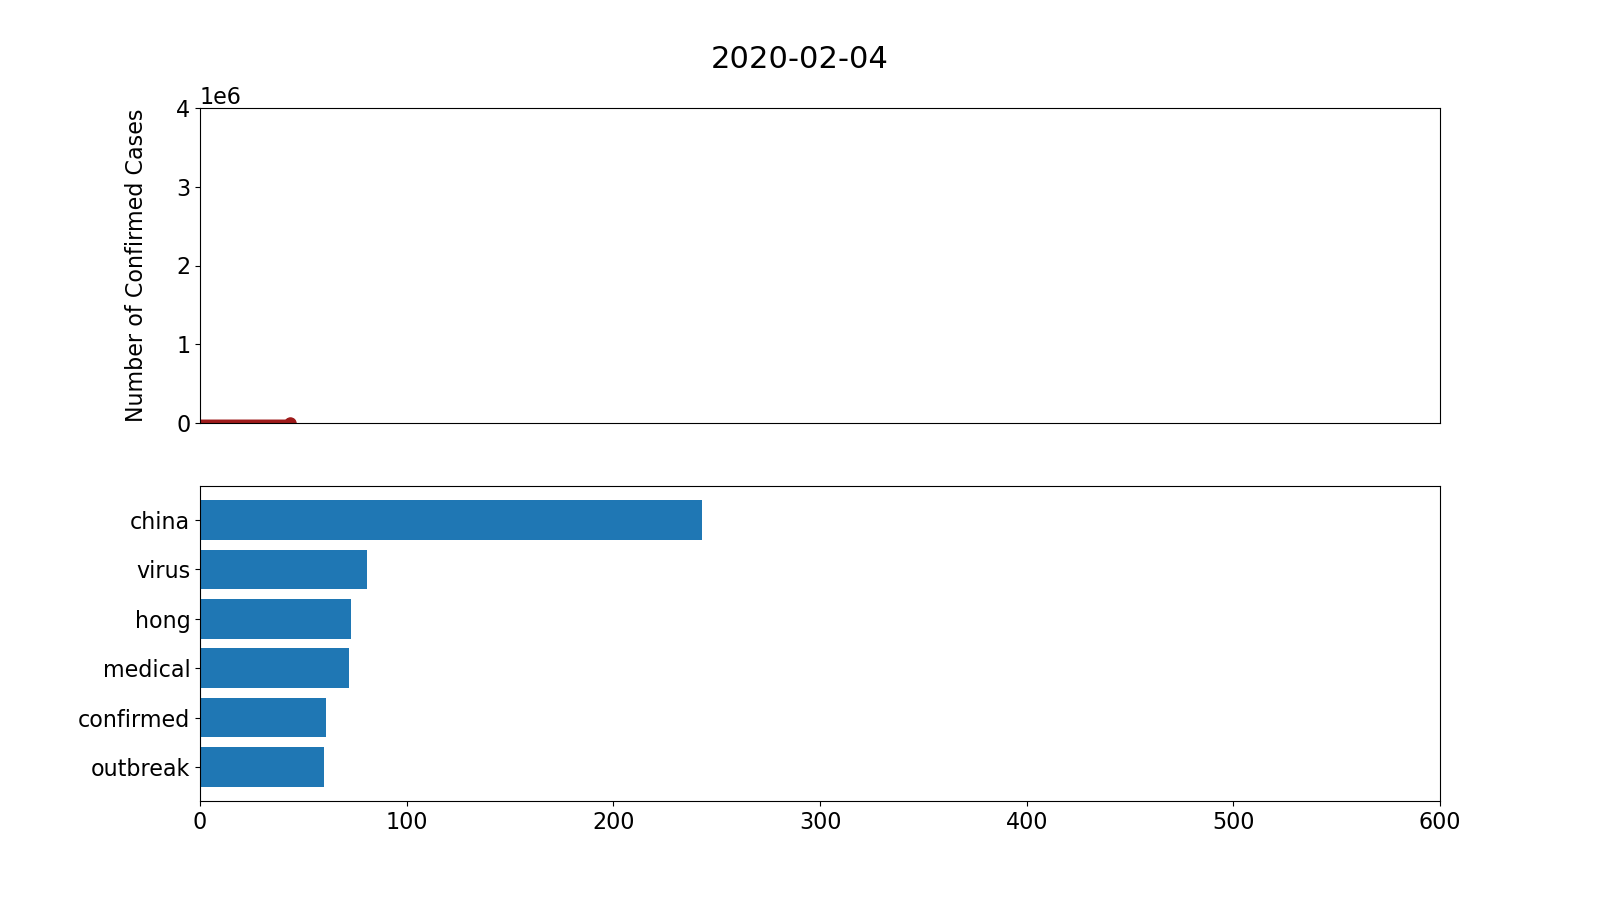 2020-02-04
1e6
Number of Confirmed Cases
4
3
2
1
0
china
virus
hong
medical
confirmed
outbreak
0 100 200 300 400 500 600